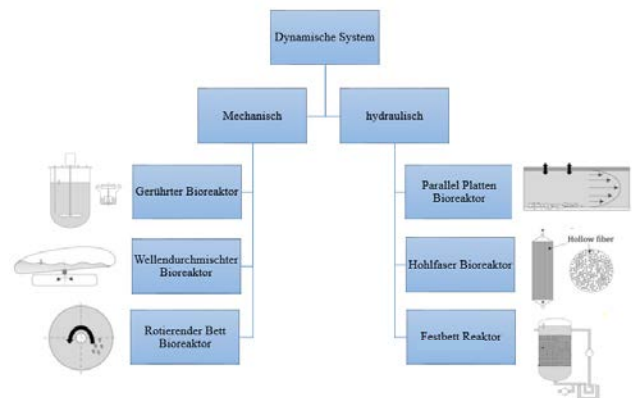 Dynamische System
Mechanisch
hydraulisch
Gerührter Bioreaktor
Parallel Platten
Bioreaktor
Wellendurchmischter
Bioreaktor
Hohlfaser Bioreaktor
Hollow fiber
Rotierender Bett
Bioreaktor
Festbett Reaktor